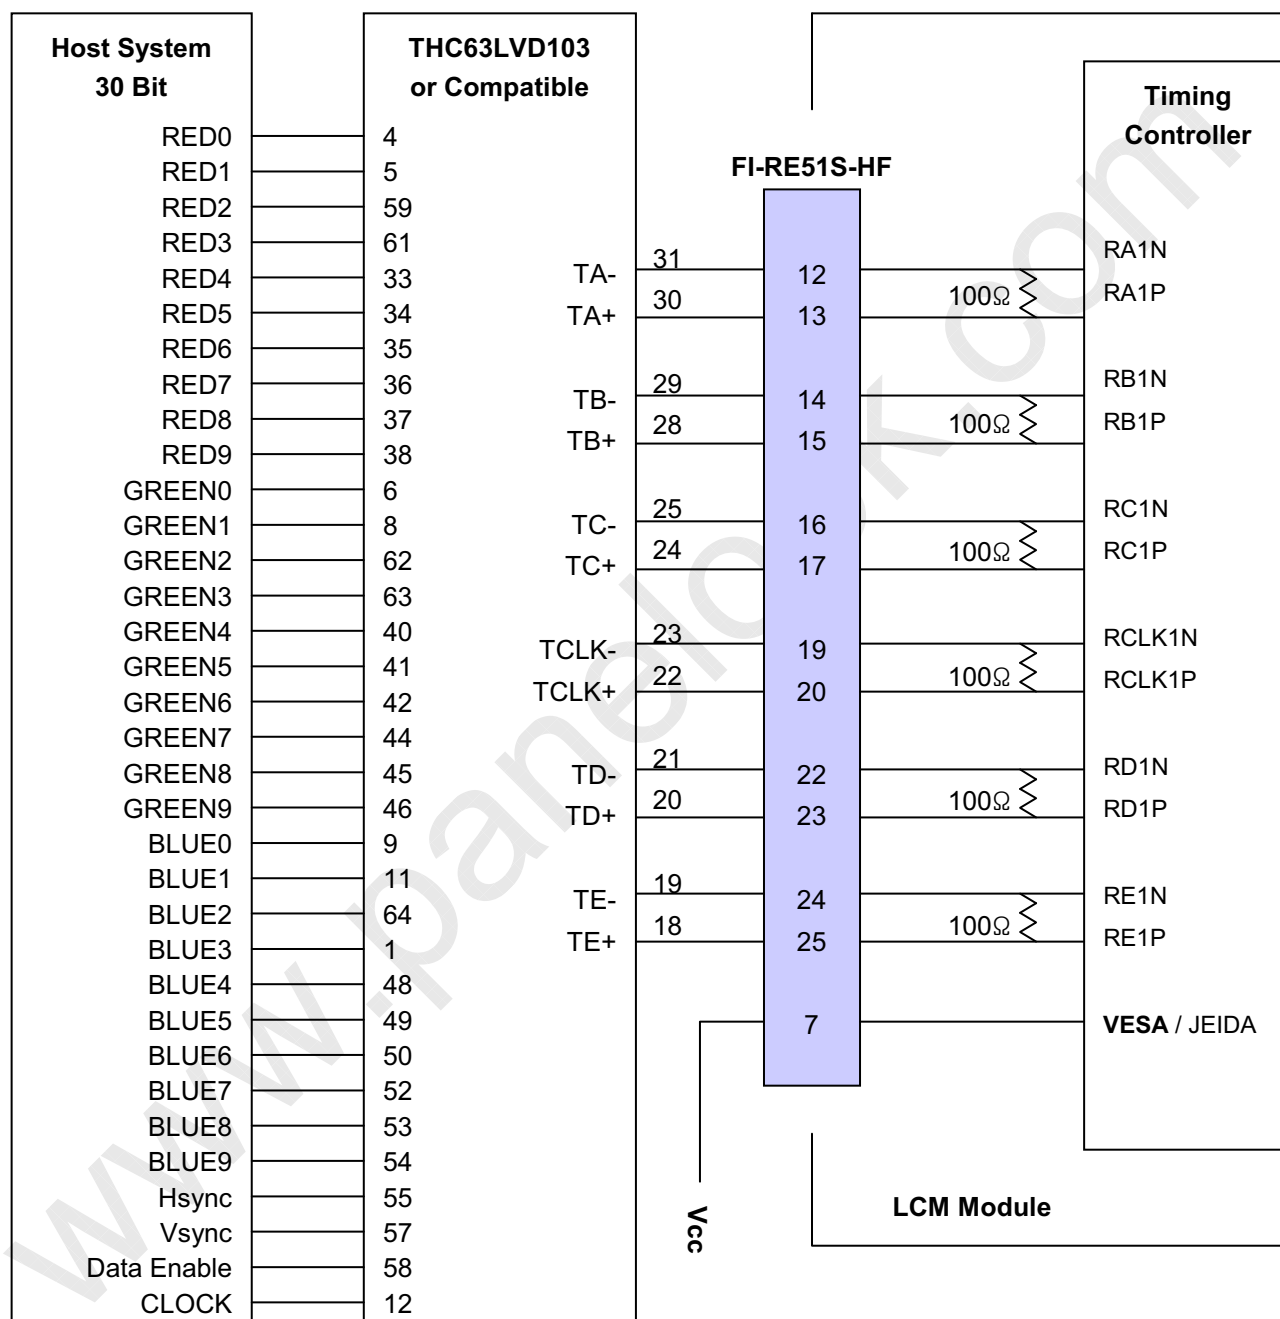 Host System
30 Bit
RED0
RED1
RED2
RED3
RED4
RED5
RED6
RED7
RED8
RED9
GREEN0
GREEN1
GREEN2
GREEN3
GREEN4
GREEN5
GREEN6
GREEN7
GREEN8
GREEN9
BLUE0
BLUE1
BLUE2
BLUE3
BLUE4
BLUE5
BLUE6
BLUE7
BLUE8
BLUE9
Hsync
Vsync
Data Enable
CLOCK
THC63LVD103
or Compatible
4
5
59
61
33
34
35
36
37
38
6
8
62
63
40
41
42
44
45
46
9
11
64
1
48
49
50
52
53
54
55
57
58
12
TA-
TA+
TB-
TB+
TC-
TC+
TCLK-
TCLK+
TD-
TD+
TE-
TE+
31
30
29
28
25
24
23
22
21
20
19
18
FI-RE51S-HF
12
13
14
15
16
17
19
20
22
23
24
25
7
Vcc
100Ω
100Ω
100Ω
100Ω
100Ω
100Ω
Timing
Controller
RA1N
RA1P
RB1N
RB1P
RC1N
RC1P
RCLK1N
RCLK1P
RD1N
RD1P
RE1N
RE1P
VESA / JEIDA
LCM Module
www.panelook.com